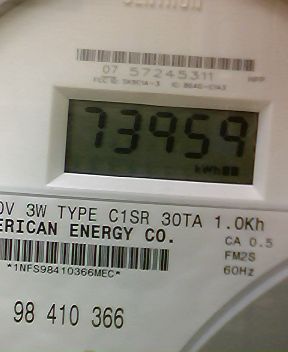 CENTRON
07 57245311
73959
kWh
0V 3W TYPE C1SR 30TA 1.0Kh
ERICAN ENERGY CO. CA 0.5
FM2S
*1NFS98410366MEC* 60Hz
98 410 366